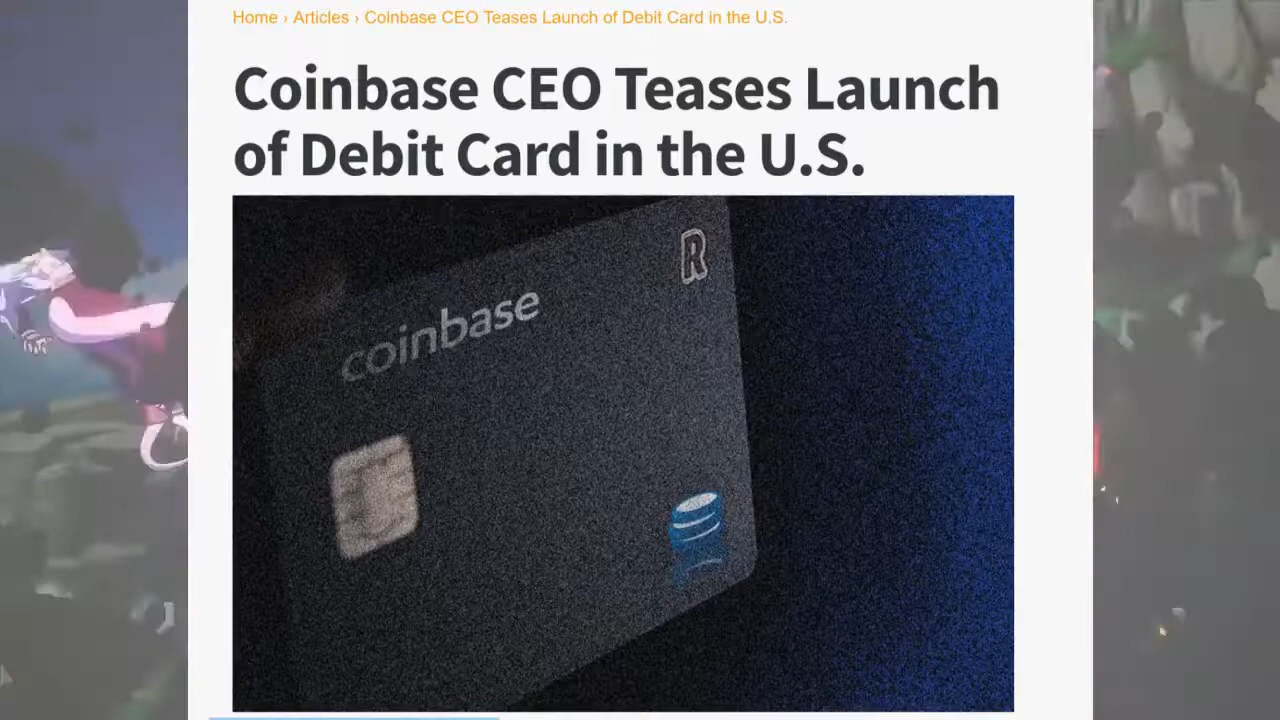 Home › Articles › Coinbase CEO Teases Launch of Debit Card in the U.S.
Coinbase CEO Teases Launch
of Debit Card in the U.S.
R
coinbase